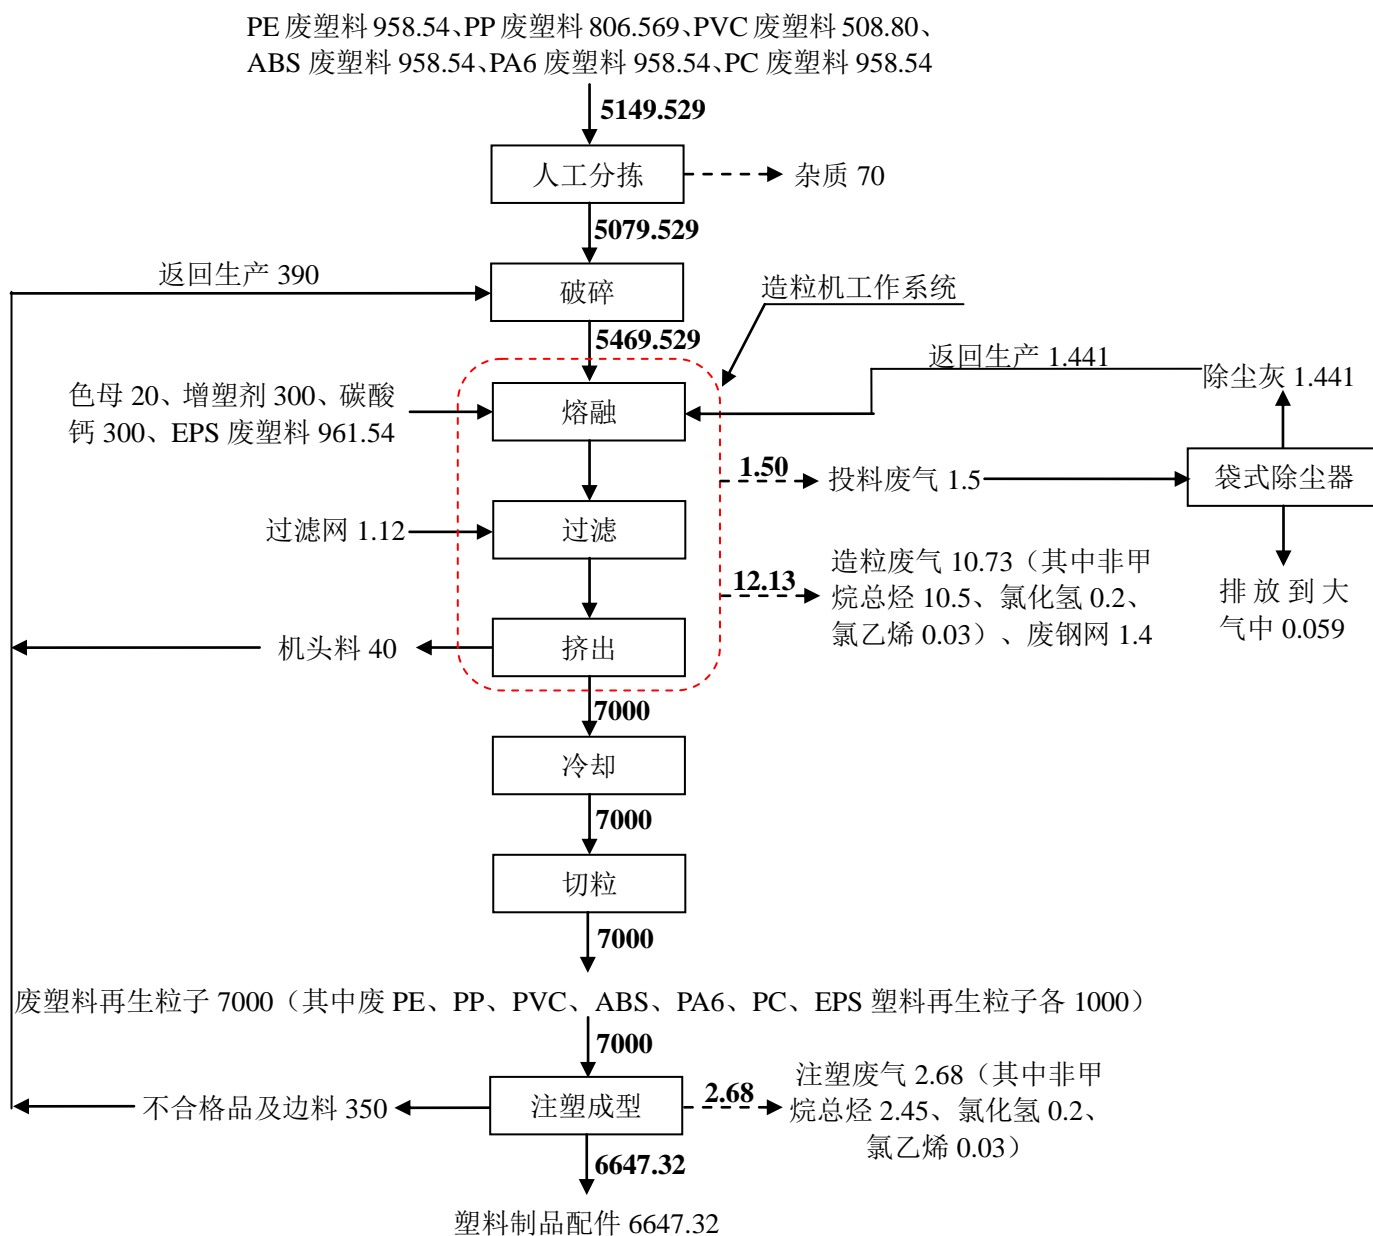 PE 废塑料 958.54、PP 废塑料 806.569、PVC 废塑料 508.80、
ABS 废塑料 958.54、PA6 废塑料 958.54、PC 废塑料 958.54
5149.529
人工分拣
杂质 70
5079.529
返回生产 390
破碎
造粒机工作系统
5469.529
返回生产 1.441
除尘灰 1.441
色母 20、增塑剂 300、碳酸
钙 300、EPS 废塑料 961.54
熔融
1.50
投料废气 1.5
袋式除尘器
过滤网 1.12
过滤
12.13
造粒废气 10.73（其中非甲
烷总烃 10.5、氯化氢 0.2、
氯乙烯 0.03）、废钢网 1.4
排放到大
气中 0.059
机头料 40
挤出
7000
冷却
7000
切粒
7000
废塑料再生粒子 7000（其中废 PE、PP、PVC、ABS、PA6、PC、EPS 塑料再生粒子各 1000）
7000
不合格品及边料 350
注塑成型
2.68
注塑废气 2.68（其中非甲
烷总烃 2.45、氯化氢 0.2、
氯乙烯 0.03）
6647.32
塑料制品配件 6647.32